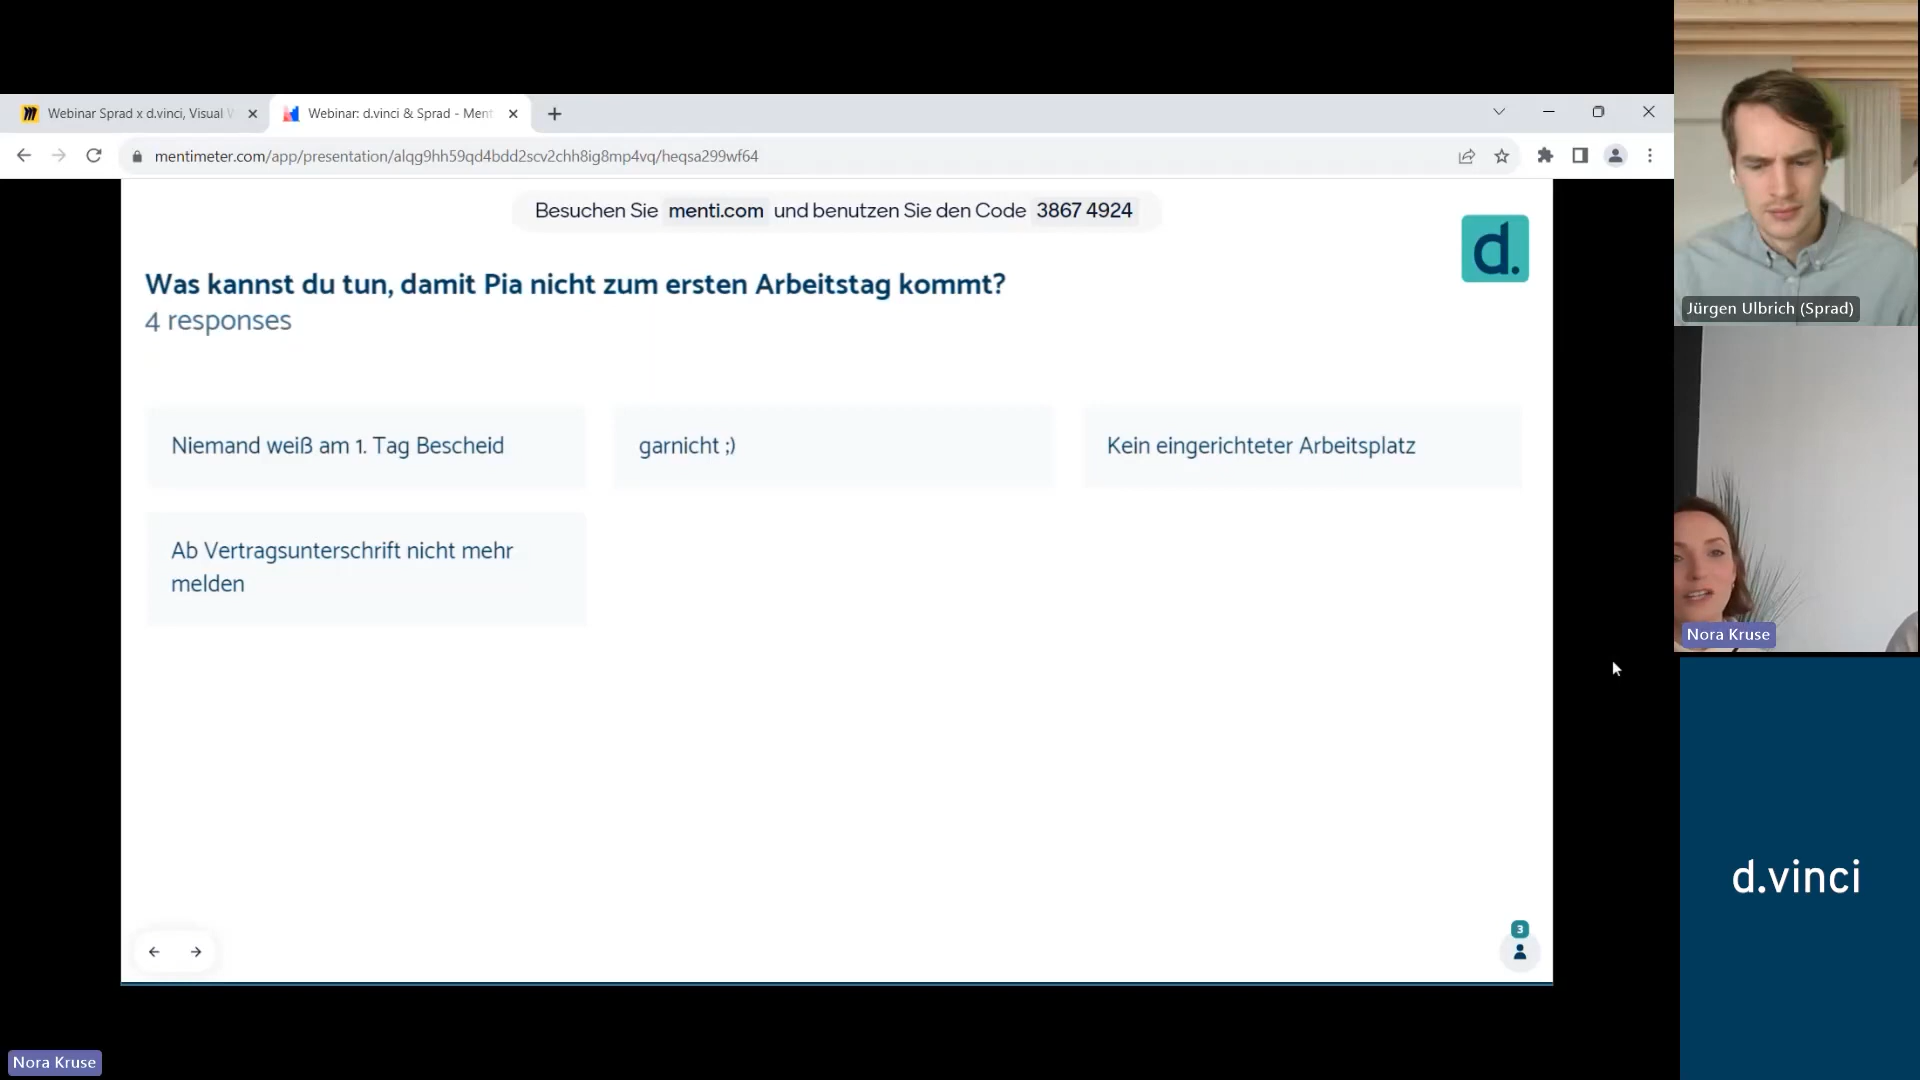 Webinar Sprad x d.vinci, Visual
Webinar: d.vinci & Sprad - Ment
mentimeter.com/app/presentation/alqg9hh59qd4bdd2scv2chh8ig8mp4vq/heqsa299wf64
Besuchen Sie menti.com und benutzen Sie den Code 3867 4924
d.
Was kannst du tun, damit Pia nicht zum ersten Arbeitstag kommt?
4 responses
Niemand weiß am 1. Tag Bescheid
garnicht ;)
Kein eingerichteter Arbeitsplatz
Ab Vertragsunterschrift nicht mehr
melden
3
Jürgen Ulbrich (Sprad)
Nora Kruse
d.vinci
Nora Kruse